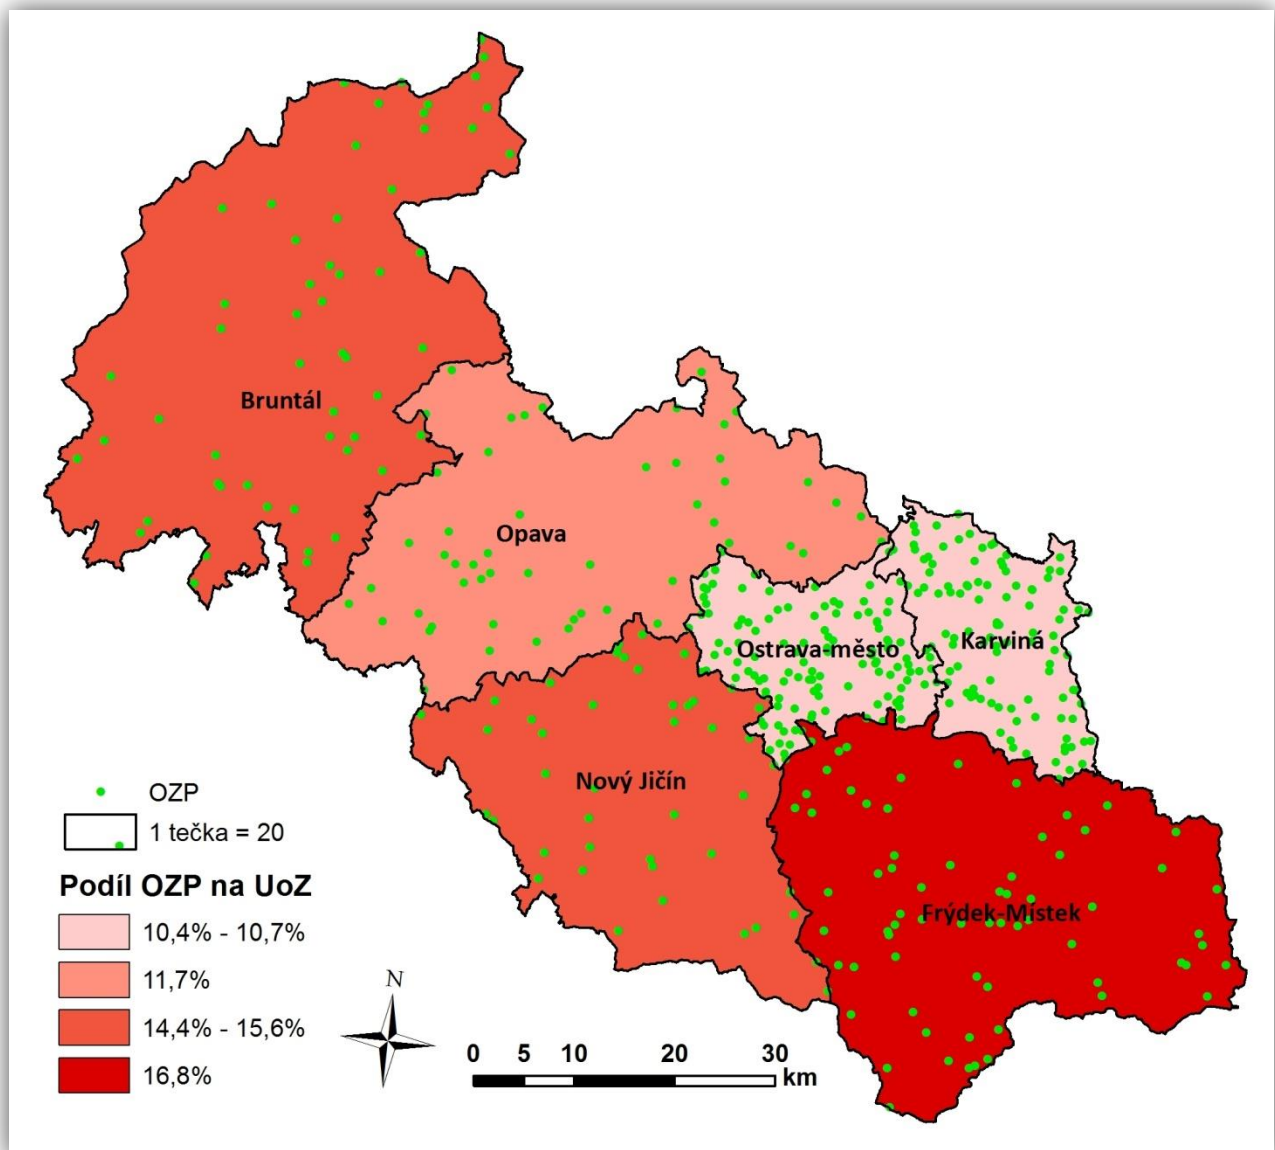 Bruntál
Opava
Ostrava-město
Karviná
Nový Jičín
Frýdek-Místek
OZP
1 tečka = 20
Podíl OZP na UoZ
10,4% - 10,7%
11,7%
14,4% - 15,6%
16,8%
N
0 5 10 20 30
km